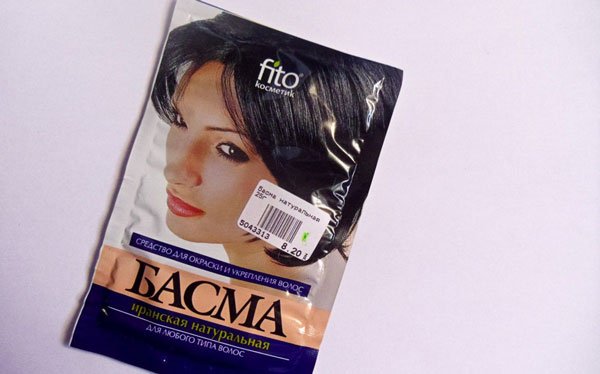 fito®
косметик
басма натуральная
25г
5043313
8.20
СРЕДСТВО ДЛЯ ОКРАСКИ И УКРЕПЛЕНИЯ ВОЛОС
БАСМА
иранская натуральная
ДЛЯ ЛЮБОГО ТИПА ВОЛОС